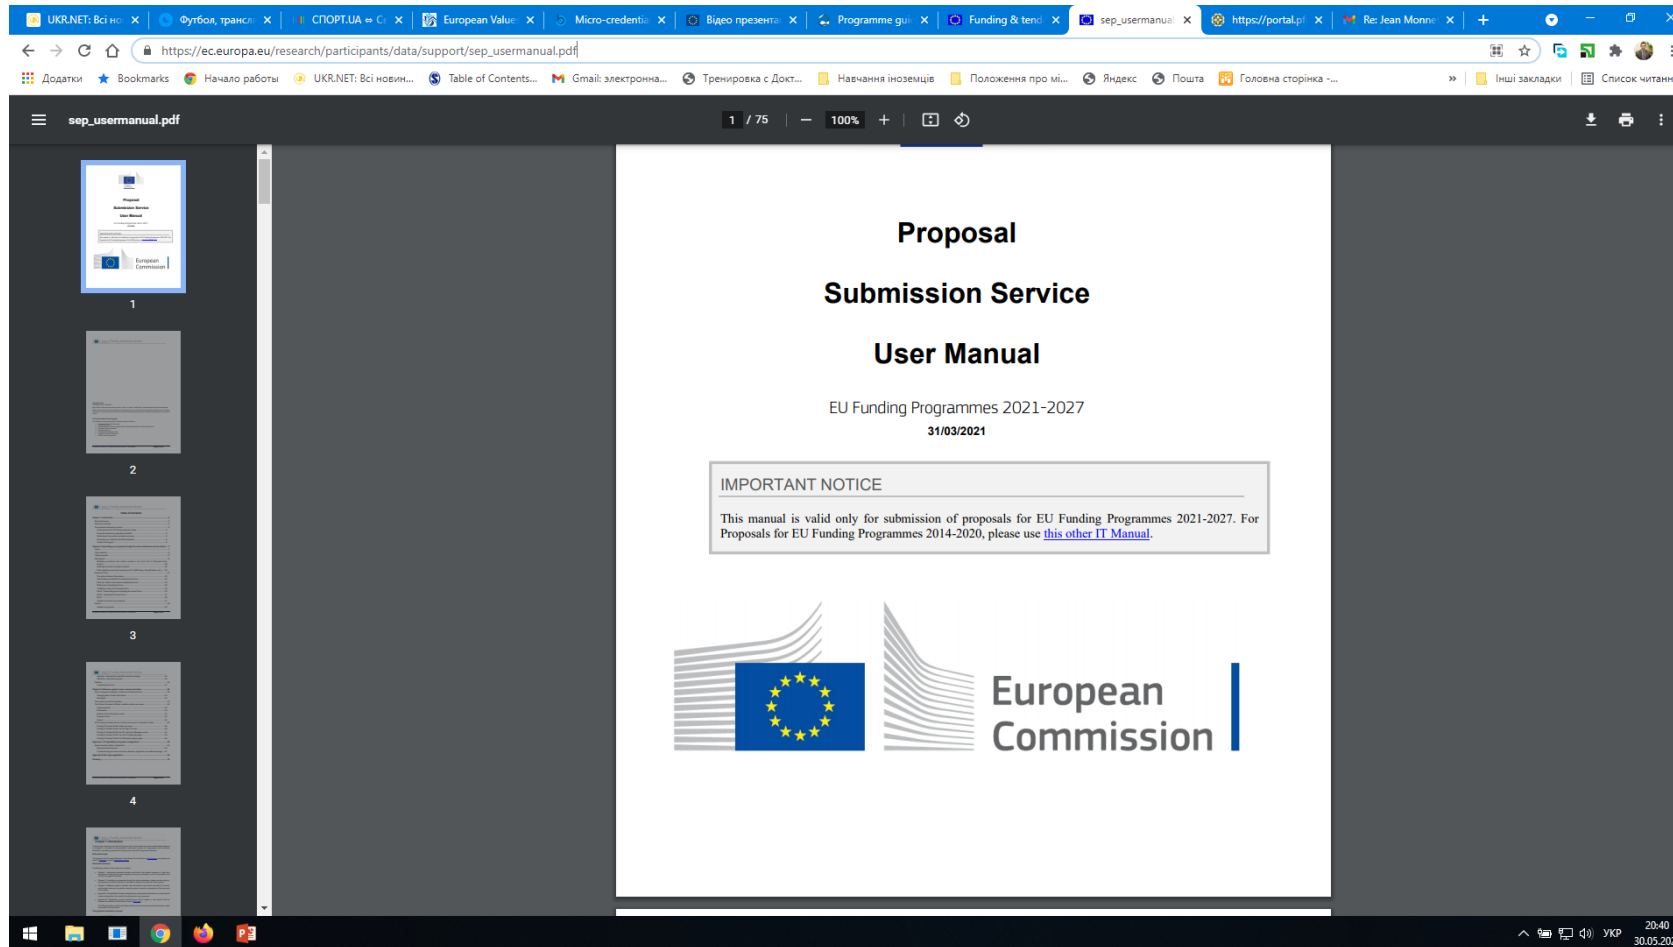 UKR.NET: Всі но
Футбол, трансл
СПОРТ.UA ⇔ Сп
European Value
Micro-credentia
Відео презента
Programme gui
Funding & tend
sep_usermanual
https://portal.pf
Re: Jean Monne
https://ec.europa.eu/research/participants/data/support/sep_usermanual.pdf
Додатки Bookmarks Начало работы UKR.NET: Всі новин... Table of Contents... Gmail: электронна... Тренировка с Докт... Навчання іноземців Положення про мі... Яндекс Пошта Головна сторінка -... » Інші закладки Список читанн
sep_usermanual.pdf
1 / 75
100%
1
2
3
4
Proposal
Submission Service
User Manual
EU Funding Programmes 2021-2027
31/03/2021
IMPORTANT NOTICE
This manual is valid only for submission of proposals for EU Funding Programmes 2021-2027. For
Proposals for EU Funding Programmes 2014-2020, please use this other IT Manual.
European
Commission
УКР
20:40
30.05.202